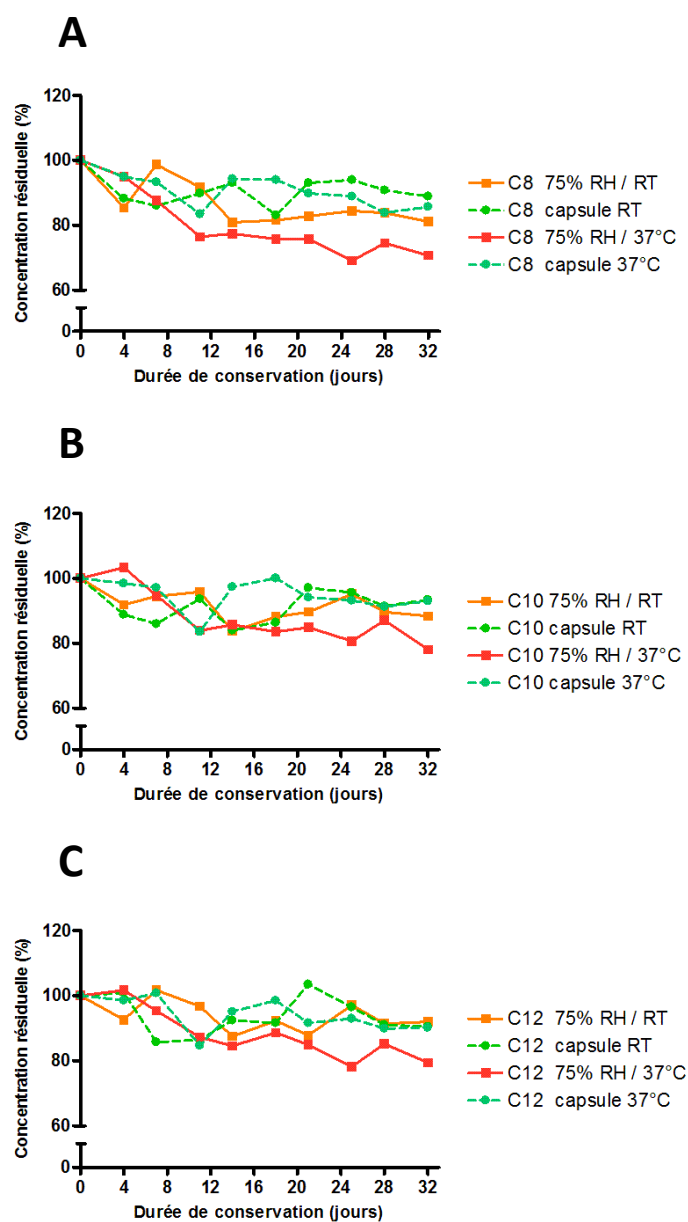 A
Concentration résiduelle (%)
120
100
80
60
0
0 4 8 12 16 20 24 28 32
Durée de conservation (jours)
C8 75% RH / RT
C8 capsule RT
C8 75% RH / 37°C
C8 capsule 37°C
B
Concentration résiduelle (%)
120
100
80
60
0
0 4 8 12 16 20 24 28 32
Durée de conservation (jours)
C10 75% RH / RT
C10 capsule RT
C10 75% RH / 37°C
C10 capsule 37°C
C
Concentration résiduelle (%)
120
100
80
60
0
0 4 8 12 16 20 24 28 32
Durée de conservation (jours)
C12 75% RH / RT
C12 capsule RT
C12 75% RH / 37°C
C12 capsule 37°C